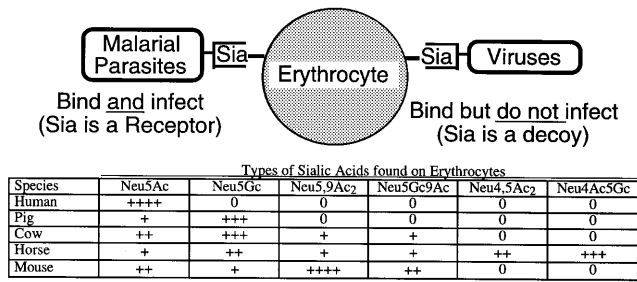 Malarial
Parasites
Sia
Erythrocyte
Sia
Viruses
Bind and infect
(Sia is a Receptor)
Bind but do not infect
(Sia is a decoy)
Types of Sialic Acids found on Erythrocytes
Species Neu5Ac Neu5Gc Neu5,9Ac2 Neu5Gc9Ac Neu4,5Ac2 Neu4Ac5Gc
Human ++++ 0 0 0 0 0
Pig + +++ 0 0 0 0
Cow ++ +++ + + 0 0
Horse + ++ + + ++ +++
Mouse ++ + ++++ ++ 0 0